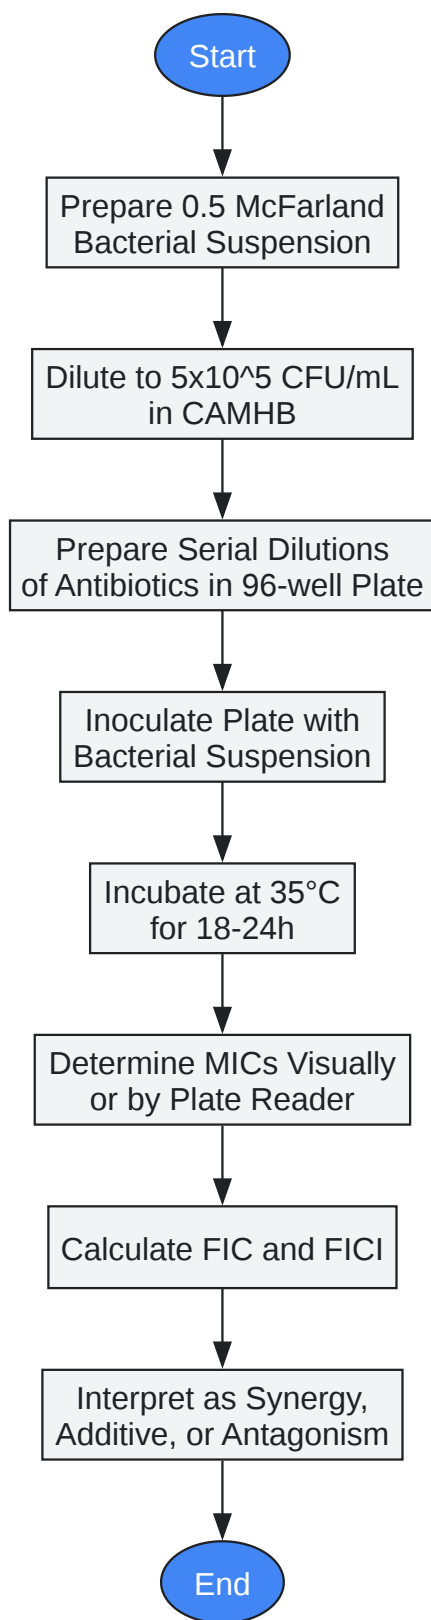 Start
Prepare 0.5 McFarland
Bacterial Suspension
Dilute to 5x10^5 CFU/mL
in CAMHB
Prepare Serial Dilutions
of Antibiotics in 96-well Plate
Inoculate Plate with
Bacterial Suspension
Incubate at 35°C
for 18-24h
Determine MICs Visually
or by Plate Reader
Calculate FIC and FICI
Interpret as Synergy,
Additive, or Antagonism
End